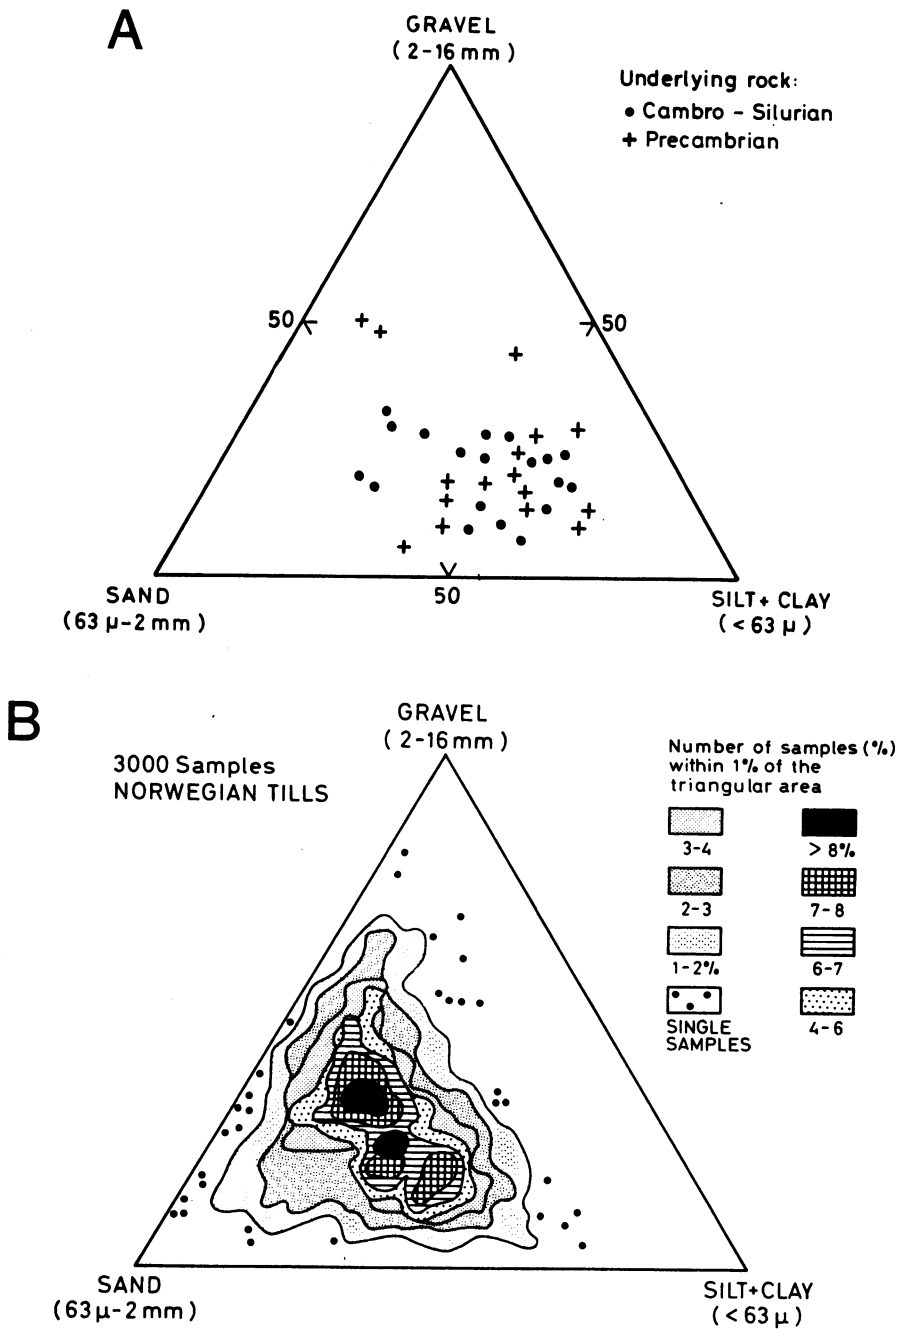 A
GRAVEL
(2-16 mm)
Underlying rock:
• Cambro - Silurian
+ Precambrian
50
50
SAND
(63 µ-2 mm)
50
SILT+ CLAY
(< 63 µ)
B
GRAVEL
(2-16 mm)
3000 Samples
NORWEGIAN TILLS
Number of samples (%)
within 1% of the
triangular area
3-4
> 8%
2-3
7-8
1-2%
6-7
SINGLE
SAMPLES
4-6
SAND
(63 µ-2 mm)
SILT+CLAY
(< 63 µ)